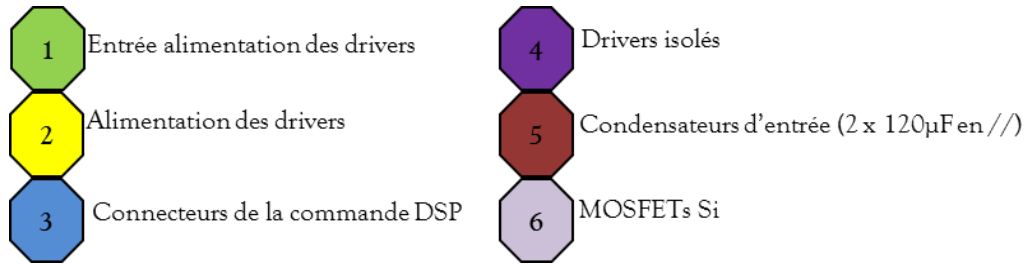 1 Entrée alimentation des drivers
2 Alimentation des drivers
3 Connecteurs de la commande DSP
4 Drivers isolés
5 Condensateurs d'entrée (2 x 120µF en //)
6 MOSFETs Si